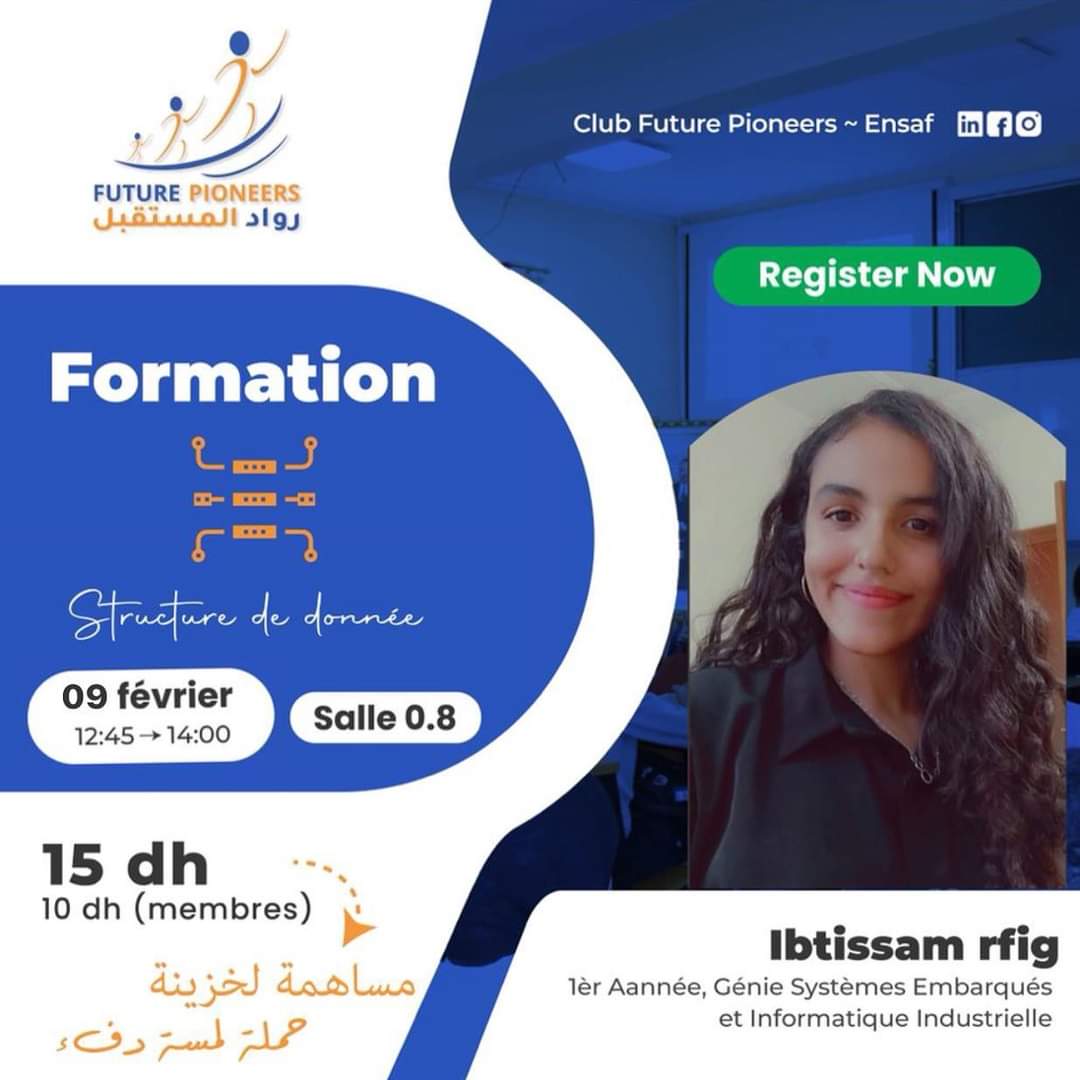 FUTURE PIONEERS
رواد المستقبل
Club Future Pioneers ~ Ensaf
Register Now
Formation
Structure de donnée
09 février
12:45 → 14:00
Salle 0.8
15 dh
10 dh (membres)
مساهمة لخزينة
حملة لمسة دفء
Ibtissam rfig
1èr Aannée, Génie Systèmes Embarqués
et Informatique Industrielle